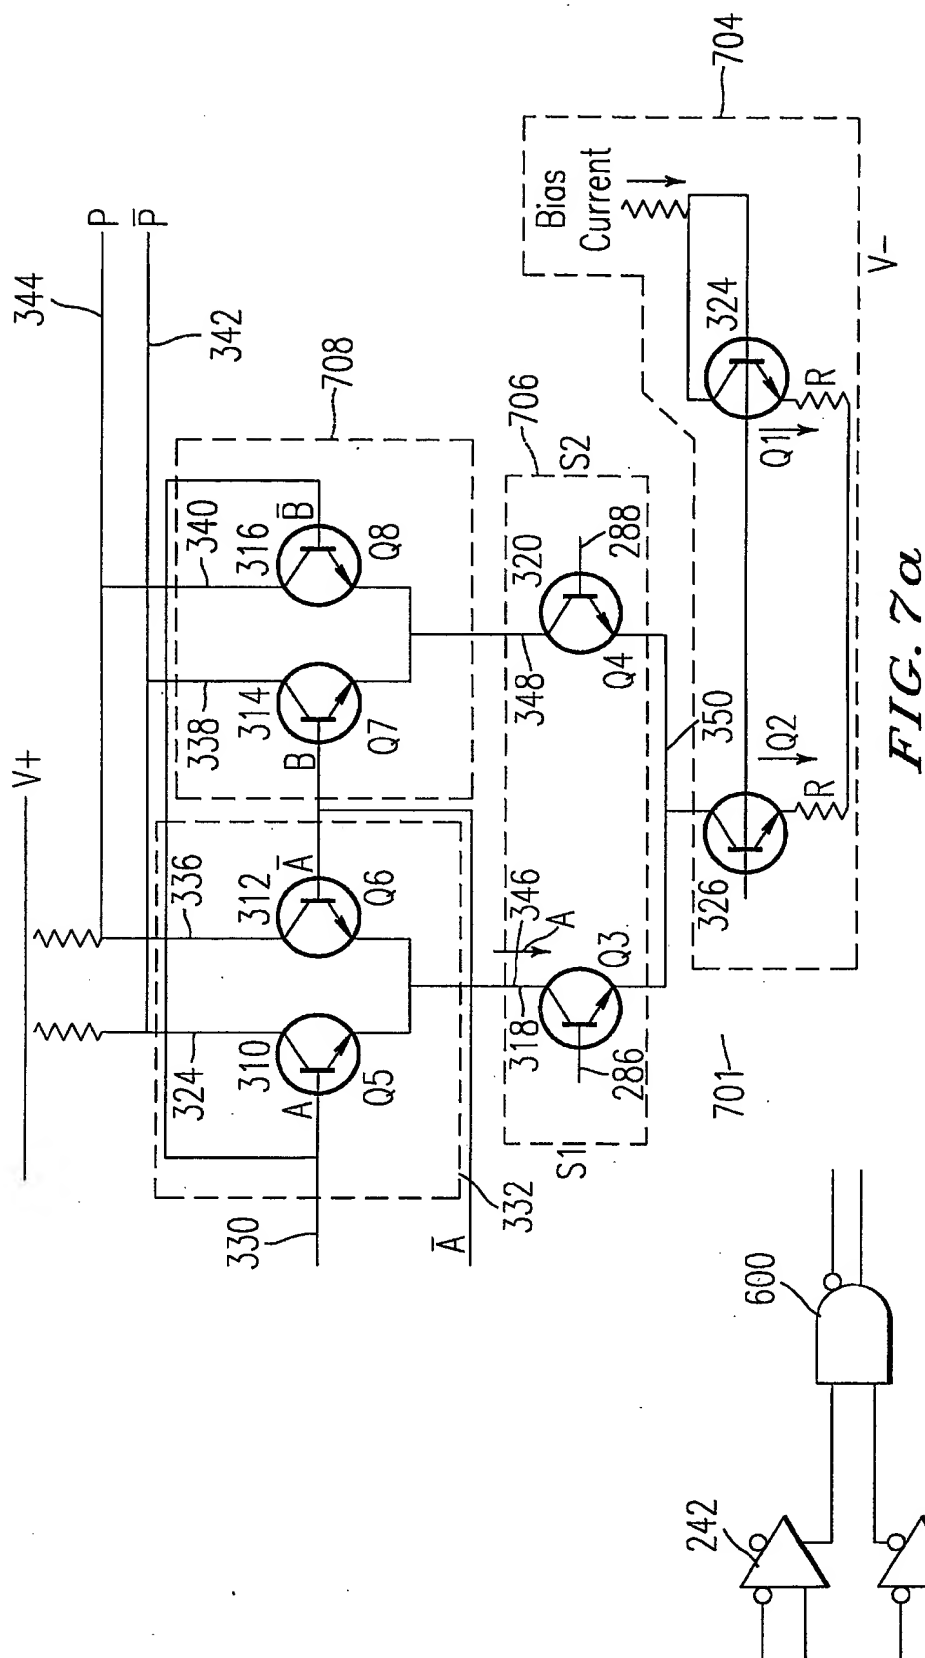 V+
344
P
P̅
342
324
336
338
340
708
310
312
314
316
A
A̅
B
B̅
Q5
Q6
Q7
Q8
330
332
A̅
346
A
348
706
S1
S2
318
320
286
288
Q3
Q4
350
704
Bias
Current
701
326
324
Q2
Q1
R
R
V–
FIG. 7a
242
600